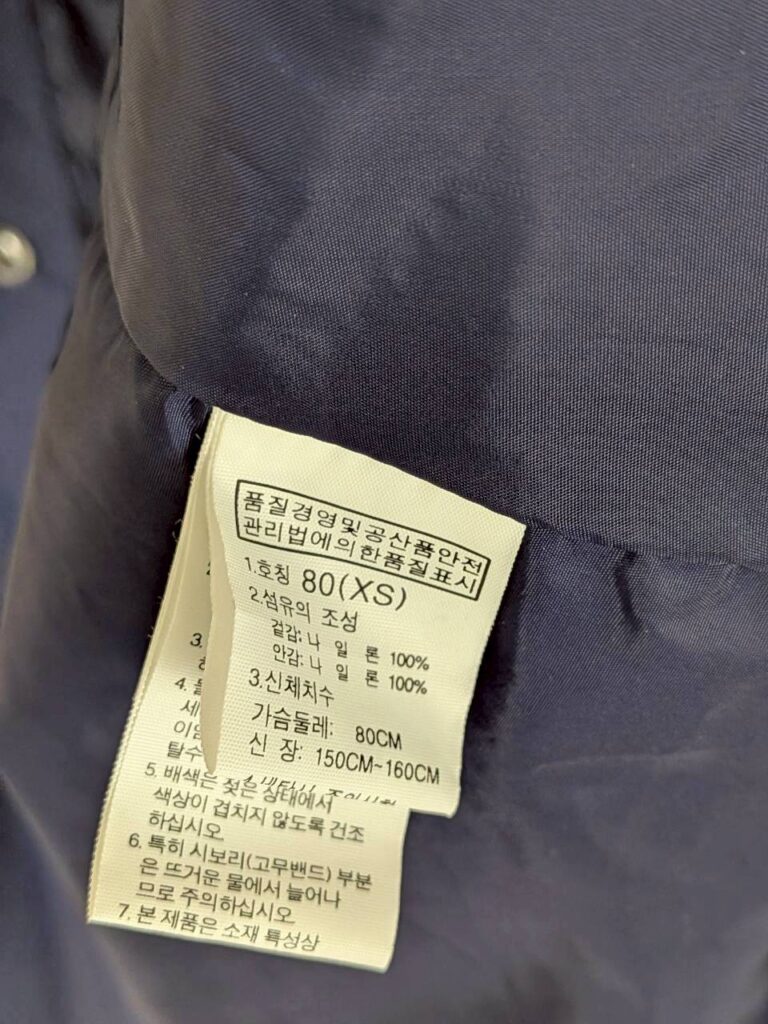 품질경영및공산품안전
관리법에의한품질표시
1.호칭 80(XS)
2.섬유의 조성
겉감: 나 일 론 100%
안감: 나 일 론 100%
3.신체치수
가슴둘레: 80CM
신 장: 150CM~160CM
3.
4.
세
탈수
5. 배색은 젖은 상태에서
색상이 겹치지 않도록 건조
하십시오
6. 특히 시보리(고무밴드) 부분
은 뜨거운 물에서 늘어나
므로 주의하십시오
7. 본 제품은 소재 특성상